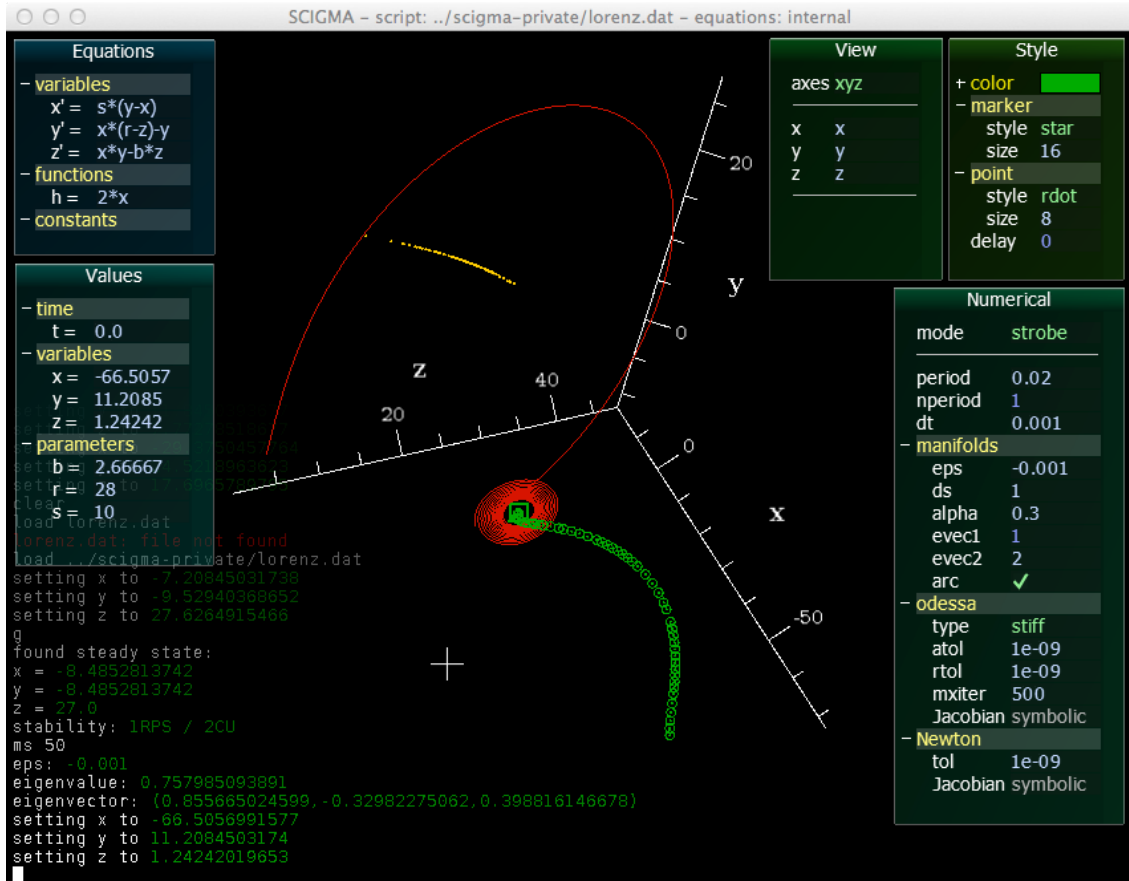 SCIGMA – script: ../scigma-private/lorenz.dat – equations: internal
Equations
– variables
x' = s*(y-x)
y' = x*(r-z)-y
z' = x*y-b*z
– functions
h = 2*x
– constants
Values
– time
t = 0.0
– variables
x = -66.5057
y = 11.2085
z = 1.24242
– parameters
b = 2.66667
r = 28
s = 10
clear
load lorenz.dat
lorenz.dat: file not found
load ../scigma-private/lorenz.dat
setting x to -7.20845031738
setting y to -9.52940368652
setting z to 27.6264915466
g
found steady state:
x = -8.4852813742
y = -8.4852813742
z = 27.0
stability: 1RPS / 2CU
ms 50
eps: -0.001
eigenvalue: 0.757985093891
eigenvector: (0.855665024599,-0.32982275062,0.398816146678)
setting x to -66.5056991577
setting y to 11.2084503174
setting z to 1.24242019653
z
20
40
y
20
0
x
0
-50
View
axes xyz
x x
y y
z z
Style
+ color
– marker
style star
size 16
– point
style rdot
size 8
delay 0
Numerical
mode strobe
period 0.02
nperiod 1
dt 0.001
– manifolds
eps -0.001
ds 1
alpha 0.3
evec1 1
evec2 2
arc ✓
– odessa
type stiff
atol 1e-09
rtol 1e-09
mxiter 500
Jacobian symbolic
– Newton
tol 1e-09
Jacobian symbolic